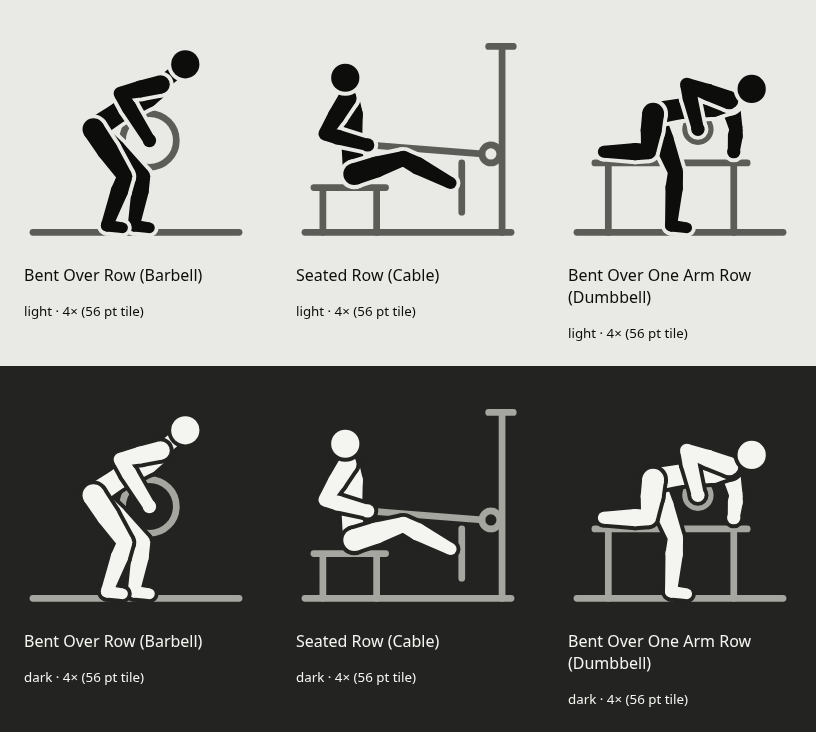 Bent Over Row (Barbell)
light · 4× (56 pt tile)
Seated Row (Cable)
light · 4× (56 pt tile)
Bent Over One Arm Row
(Dumbbell)
light · 4× (56 pt tile)
Bent Over Row (Barbell)
dark · 4× (56 pt tile)
Seated Row (Cable)
dark · 4× (56 pt tile)
Bent Over One Arm Row
(Dumbbell)
dark · 4× (56 pt tile)